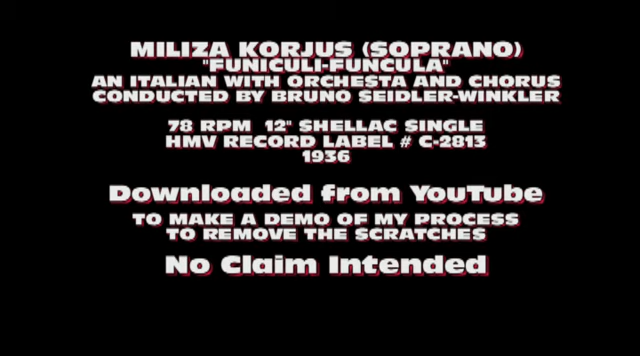 MILIZA KORJUS (SOPRANO)
"FUNICULI-FUNCULA"
AN ITALIAN WITH ORCHESTA AND CHORUS
CONDUCTED BY BRUNO SEIDLER-WINKLER
78 RPM 12" SHELLAC SINGLE
HMV RECORD LABEL # C-2813
1936
Downloaded from YouTube
TO MAKE A DEMO OF MY PROCESS
TO REMOVE THE SCRATCHES
No Claim Intended